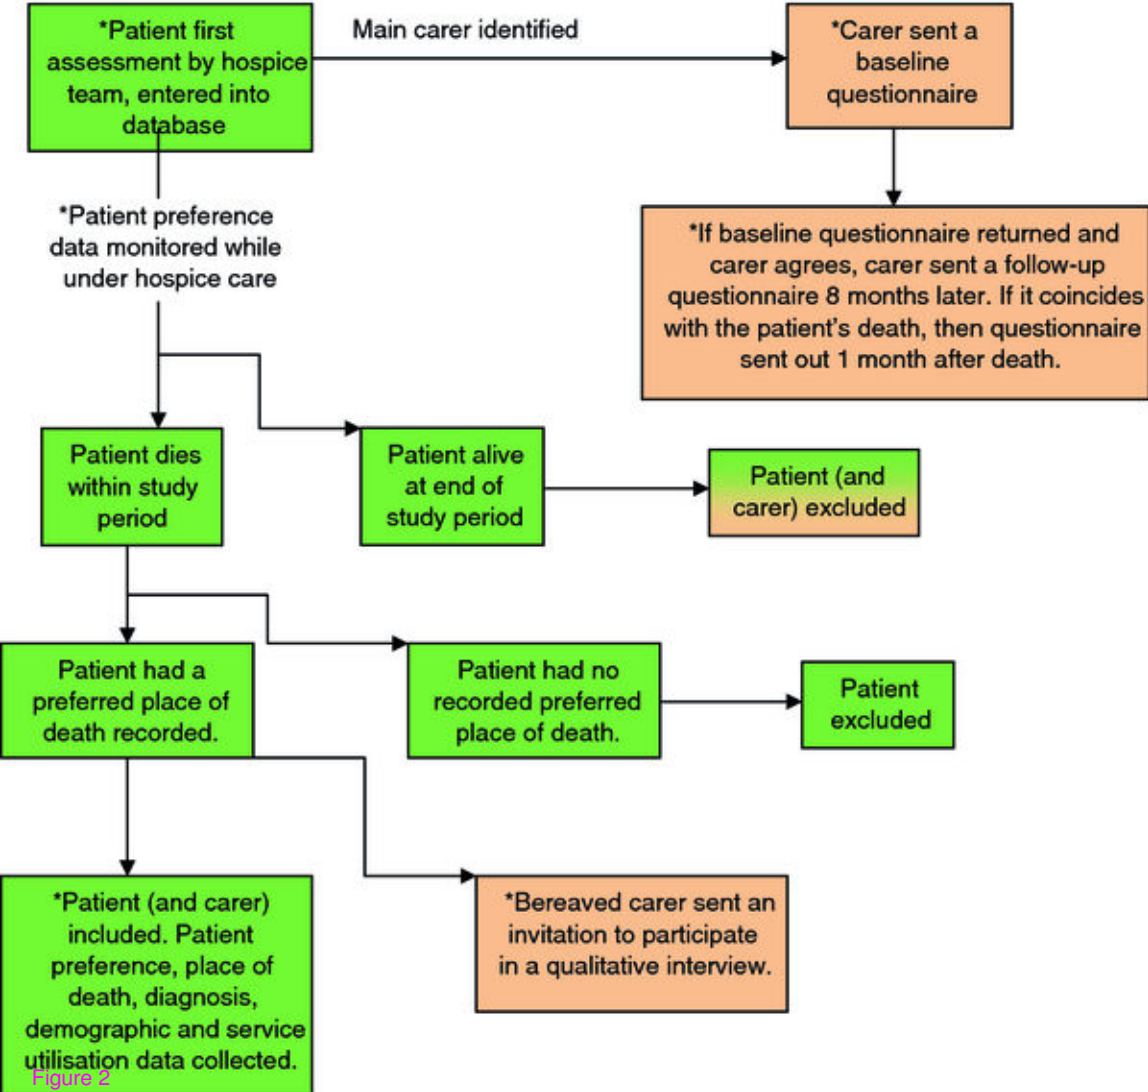 *Patient first
assessment by hospice
team, entered into
database
Main carer identified
*Carer sent a
baseline
questionnaire
*Patient preference
data monitored while
under hospice care
*If baseline questionnaire returned and
carer agrees, carer sent a follow-up
questionnaire 8 months later. If it coincides
with the patient's death, then questionnaire
sent out 1 month after death.
Patient dies
within study
period
Patient alive
at end of
study period
Patient (and
carer) excluded
Patient had a
preferred place of
death recorded.
Patient had no
recorded preferred
place of death.
Patient
excluded
*Patient (and carer)
included. Patient
preference, place of
death, diagnosis,
demographic and service
utilisation data collected.
*Bereaved carer sent an
invitation to participate
in a qualitative interview.
Figure 2